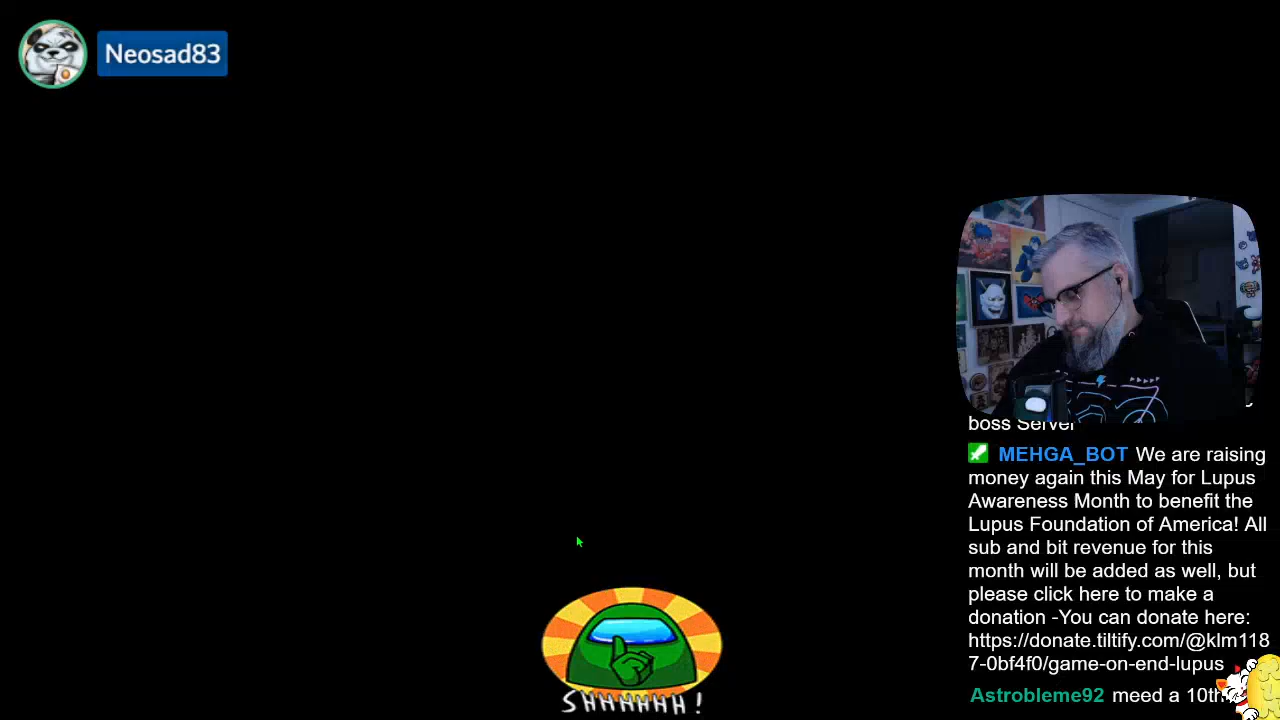 Neosad83
boss Server
MEHGA_BOT We are raising
money again this May for Lupus
Awareness Month to benefit the
Lupus Foundation of America! All
sub and bit revenue for this
month will be added as well, but
please click here to make a
donation -You can donate here:
https://donate.tiltify.com/@klm118
7-0bf4f0/game-on-end-lupus
Astrobleme92 meed a 10th
SHHHHHH!